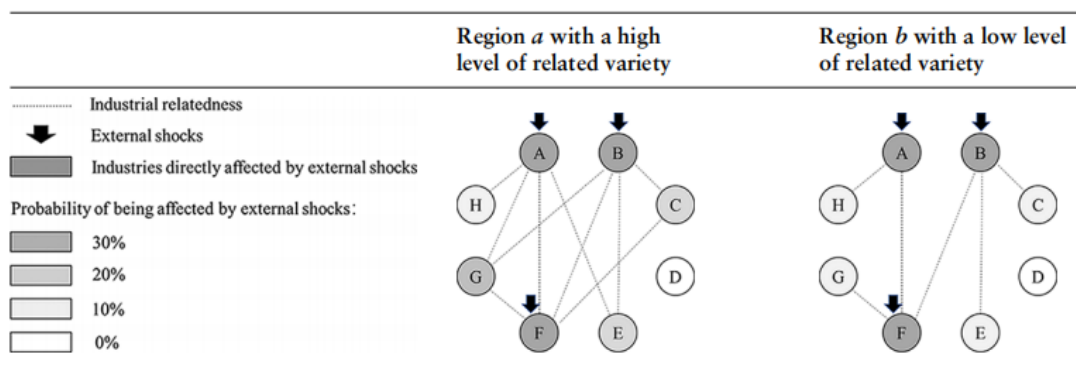 Region a with a high
level of related variety
Region b with a low level
of related variety
Industrial relatedness
External shocks
Industries directly affected by external shocks
Probability of being affected by external shocks:
30%
20%
10%
0%
A
B
H
C
G
D
F
E
A
B
H
C
G
D
F
E